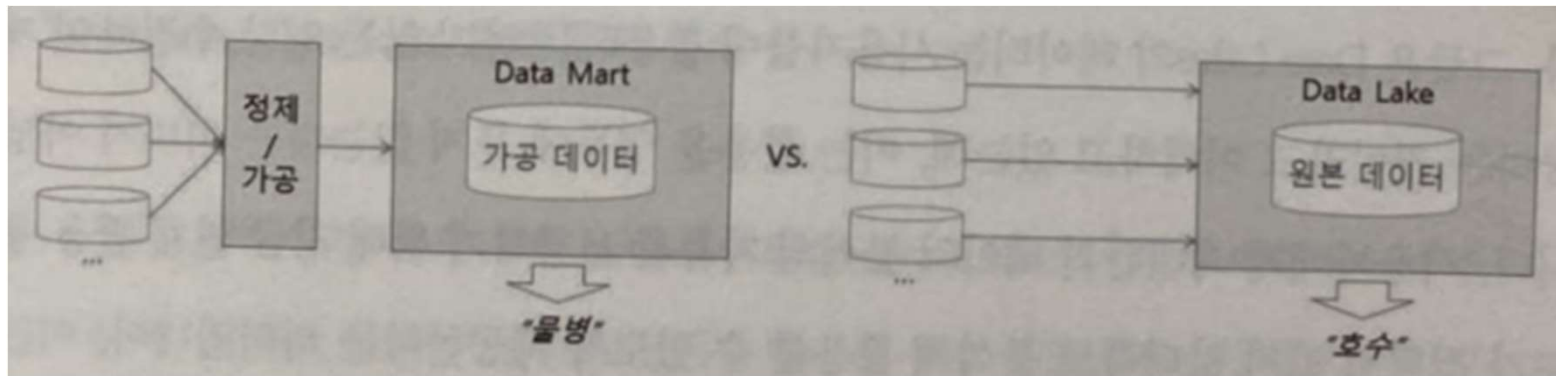 정제
/
가공
Data Mart
가공 데이터
...
"물병"
VS.
Data Lake
원본 데이터
...
"호수"